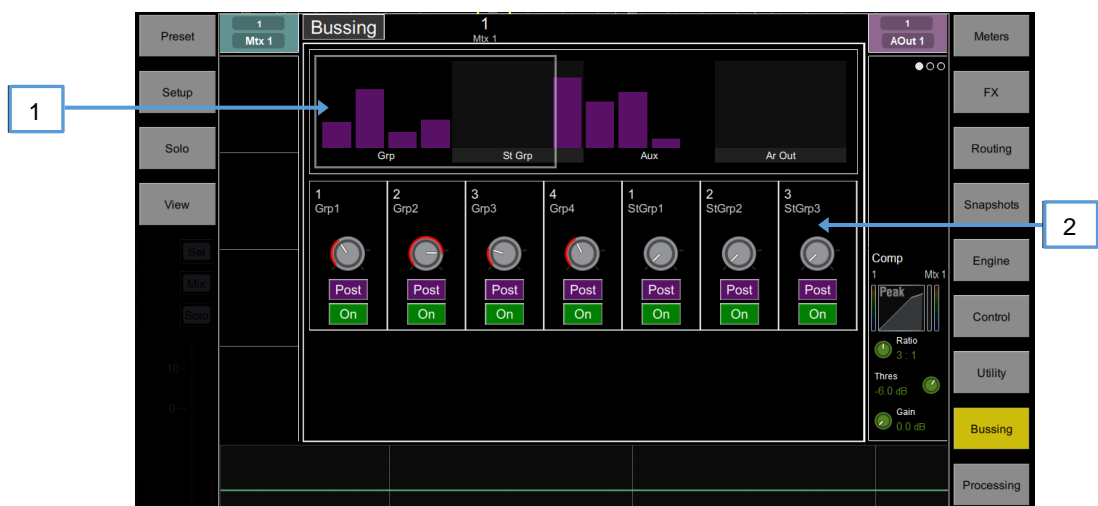 Preset
Setup
Solo
View
Sel
Mix
Solo
10
0
1
Mtx 1
Bussing
1
Mtx 1
Grp
St Grp
Aux
Ar Out
1
Grp1
Post
On
2
Grp2
Post
On
3
Grp3
Post
On
4
Grp4
Post
On
1
StGrp1
Post
On
2
StGrp2
Post
On
3
StGrp3
Post
On
1
AOut 1
Comp
1 Mtx 1
Peak
Ratio
3 : 1
Thres
-6.0 dB
Gain
0.0 dB
Meters
FX
Routing
Snapshots
Engine
Control
Utility
Bussing
Processing
1
2